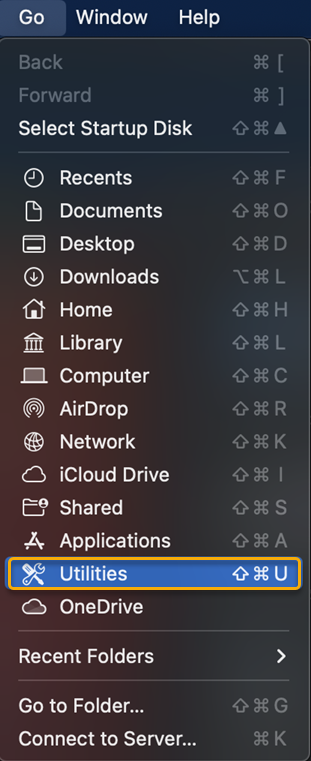 Go Window Help
Back ⌘ [
Forward ⌘ ]
Select Startup Disk ⇧⌘▲
Recents ⇧⌘F
Documents ⇧⌘O
Desktop ⇧⌘D
Downloads ⌥⌘L
Home ⇧⌘H
Library ⇧⌘L
Computer ⇧⌘C
AirDrop ⇧⌘R
Network ⇧⌘K
iCloud Drive ⇧⌘I
Shared ⇧⌘S
Applications ⇧⌘A
Utilities ⇧⌘U
OneDrive
Recent Folders >
Go to Folder... ⇧⌘G
Connect to Server... ⌘K